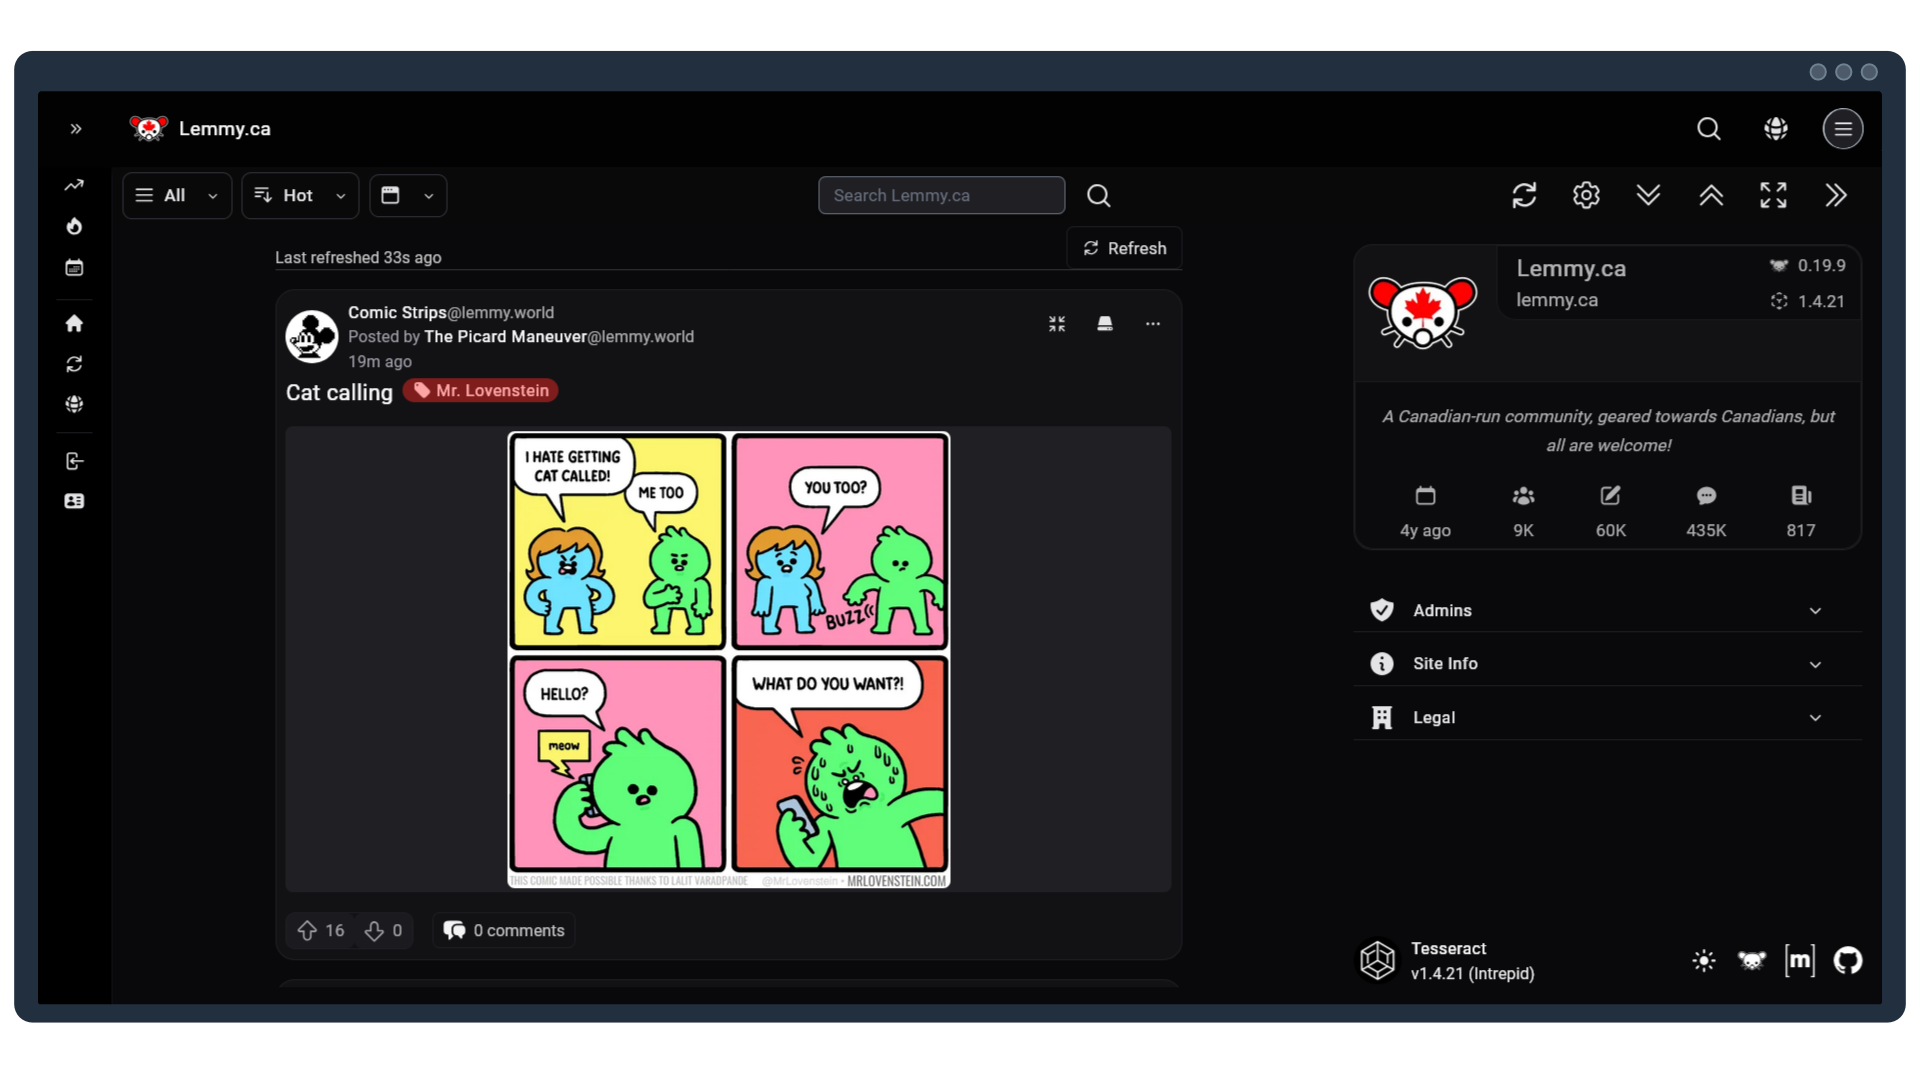 Lemmy.ca
All
Hot
Search Lemmy.ca
Last refreshed 33s ago
Refresh
Comic Strips@lemmy.world
Posted by The Picard Maneuver@lemmy.world
19m ago
Cat calling
Mr. Lovenstein
I HATE GETTING
CAT CALLED!
ME TOO
YOU TOO?
BUZZ
HELLO?
meow
WHAT DO YOU WANT?!
THIS COMIC MADE POSSIBLE THANKS TO LALIT VARADPANDE @MrLovenstein • MRLOVENSTEIN.COM
16
0
0 comments
Lemmy.ca
lemmy.ca
0.19.9
1.4.21
A Canadian-run community, geared towards Canadians, but
all are welcome!
4y ago
9K
60K
435K
817
Admins
Site Info
Legal
Tesseract
v1.4.21 (Intrepid)
[m]